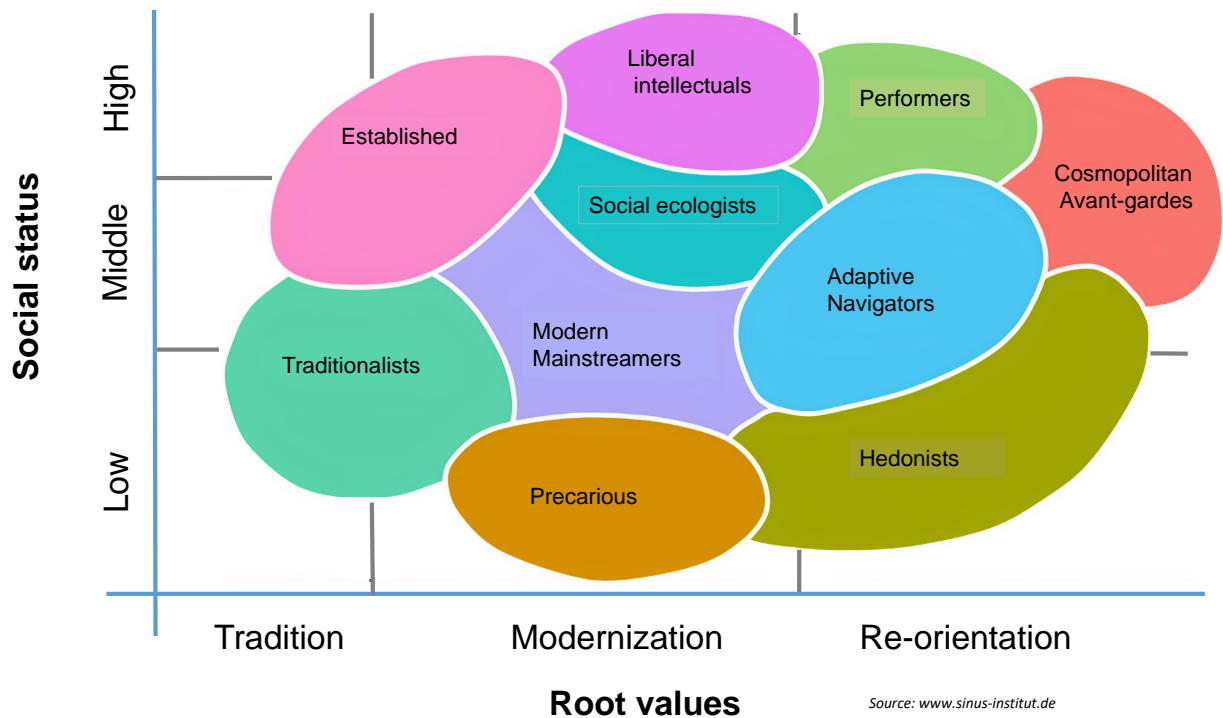 Social status
High
Middle
Low
Liberal
intellectuals
Performers
Established
Cosmopolitan
Avant-gardes
Social ecologists
Adaptive
Navigators
Modern
Mainstreamers
Traditionalists
Hedonists
Precarious
Tradition
Modernization
Re-orientation
Root values
Source: www.sinus-institut.de